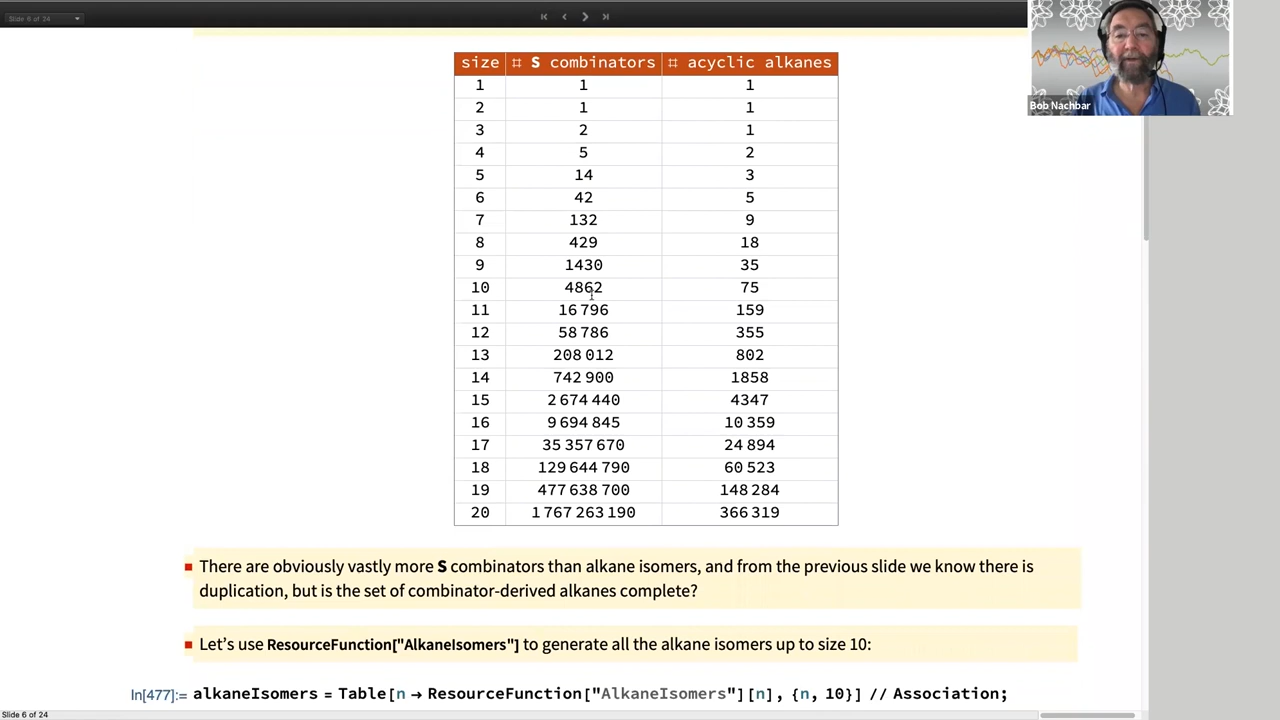 Slide 6 of 24
Bob Nachbar
size # S combinators # acyclic alkanes
1 1 1
2 1 1
3 2 1
4 5 2
5 14 3
6 42 5
7 132 9
8 429 18
9 1430 35
10 4862 75
11 16 796 159
12 58 786 355
13 208 012 802
14 742 900 1858
15 2 674 440 4347
16 9 694 845 10 359
17 35 357 670 24 894
18 129 644 790 60 523
19 477 638 700 148 284
20 1 767 263 190 366 319
There are obviously vastly more S combinators than alkane isomers, and from the previous slide we know there is
duplication, but is the set of combinator-derived alkanes complete?
Let's use ResourceFunction["AlkaneIsomers"] to generate all the alkane isomers up to size 10:
In[477]:= alkaneIsomers = Table[n → ResourceFunction["AlkaneIsomers"][n], {n, 10}] // Association;
Slide 6 of 24